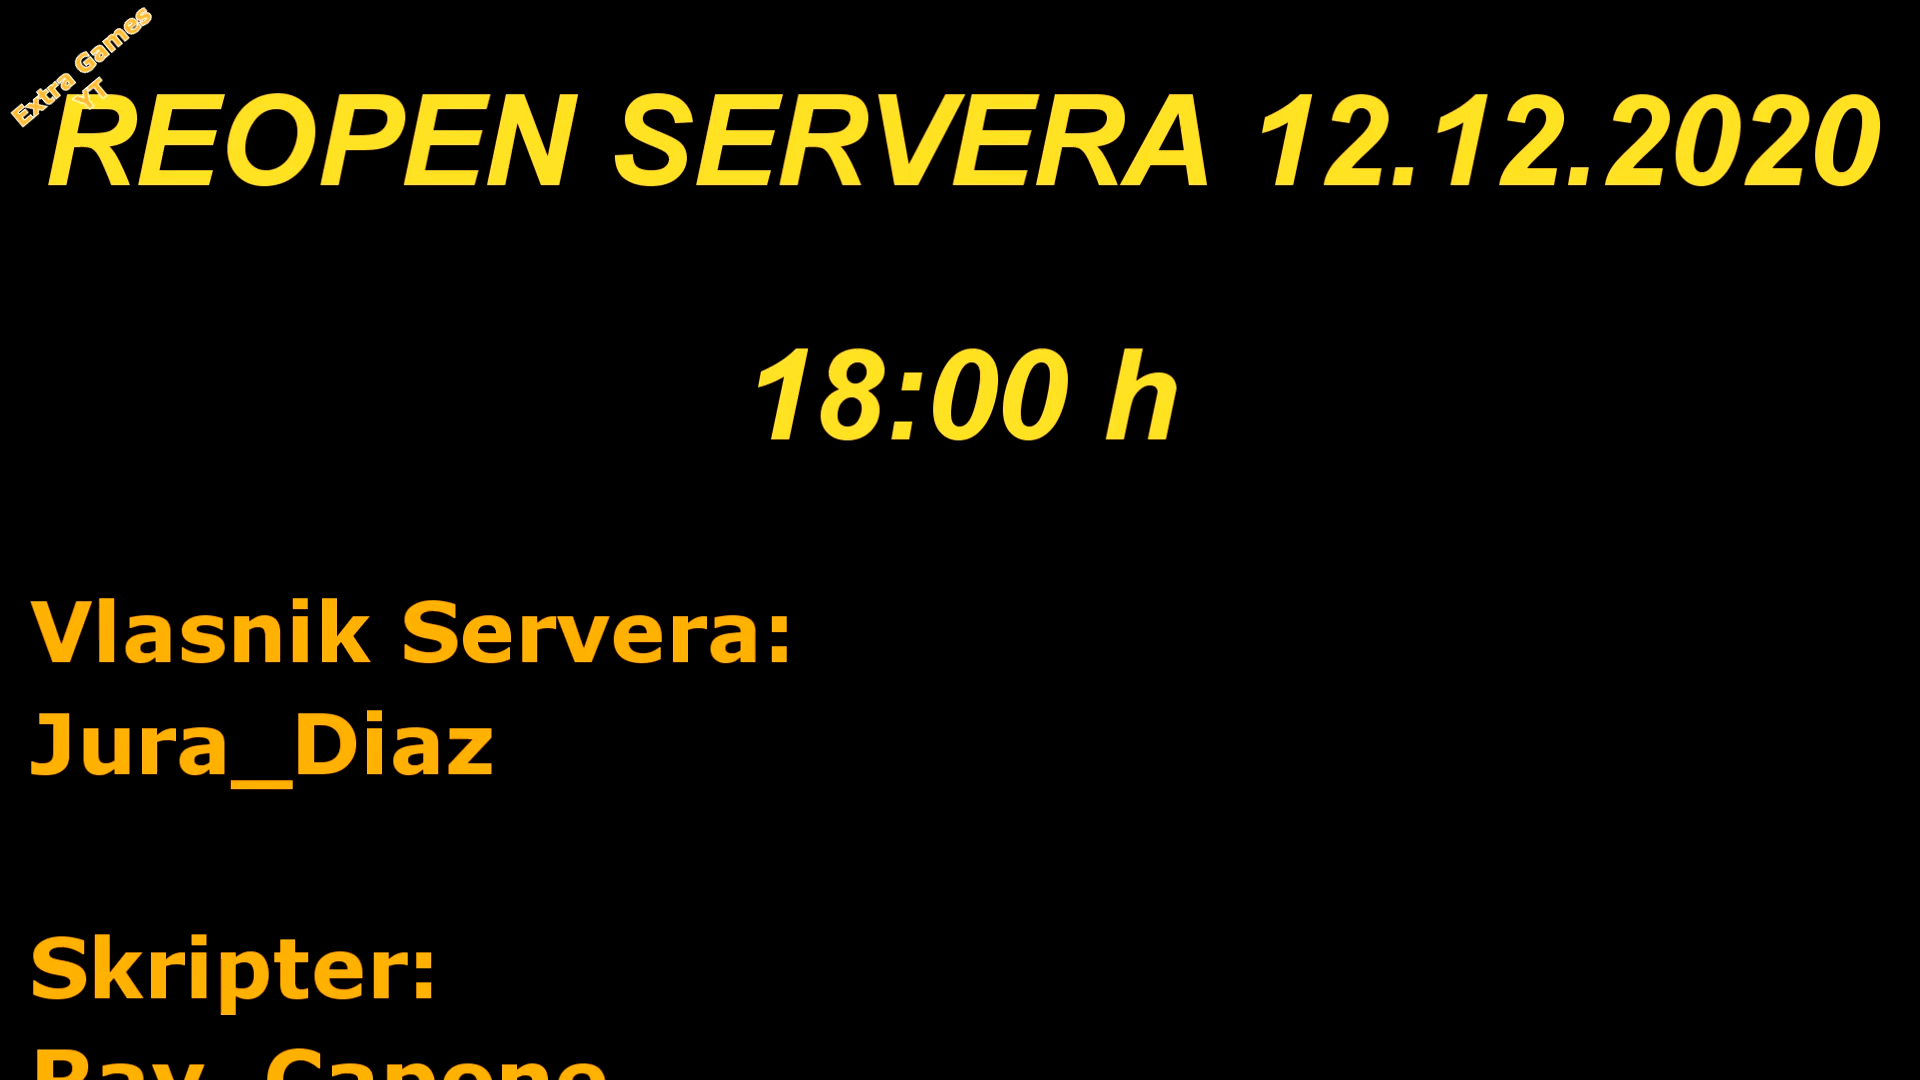 Extra Games
YT
REOPEN SERVERA 12.12.2020
18:00 h
Vlasnik Servera:
Jura_Diaz
Skripter: